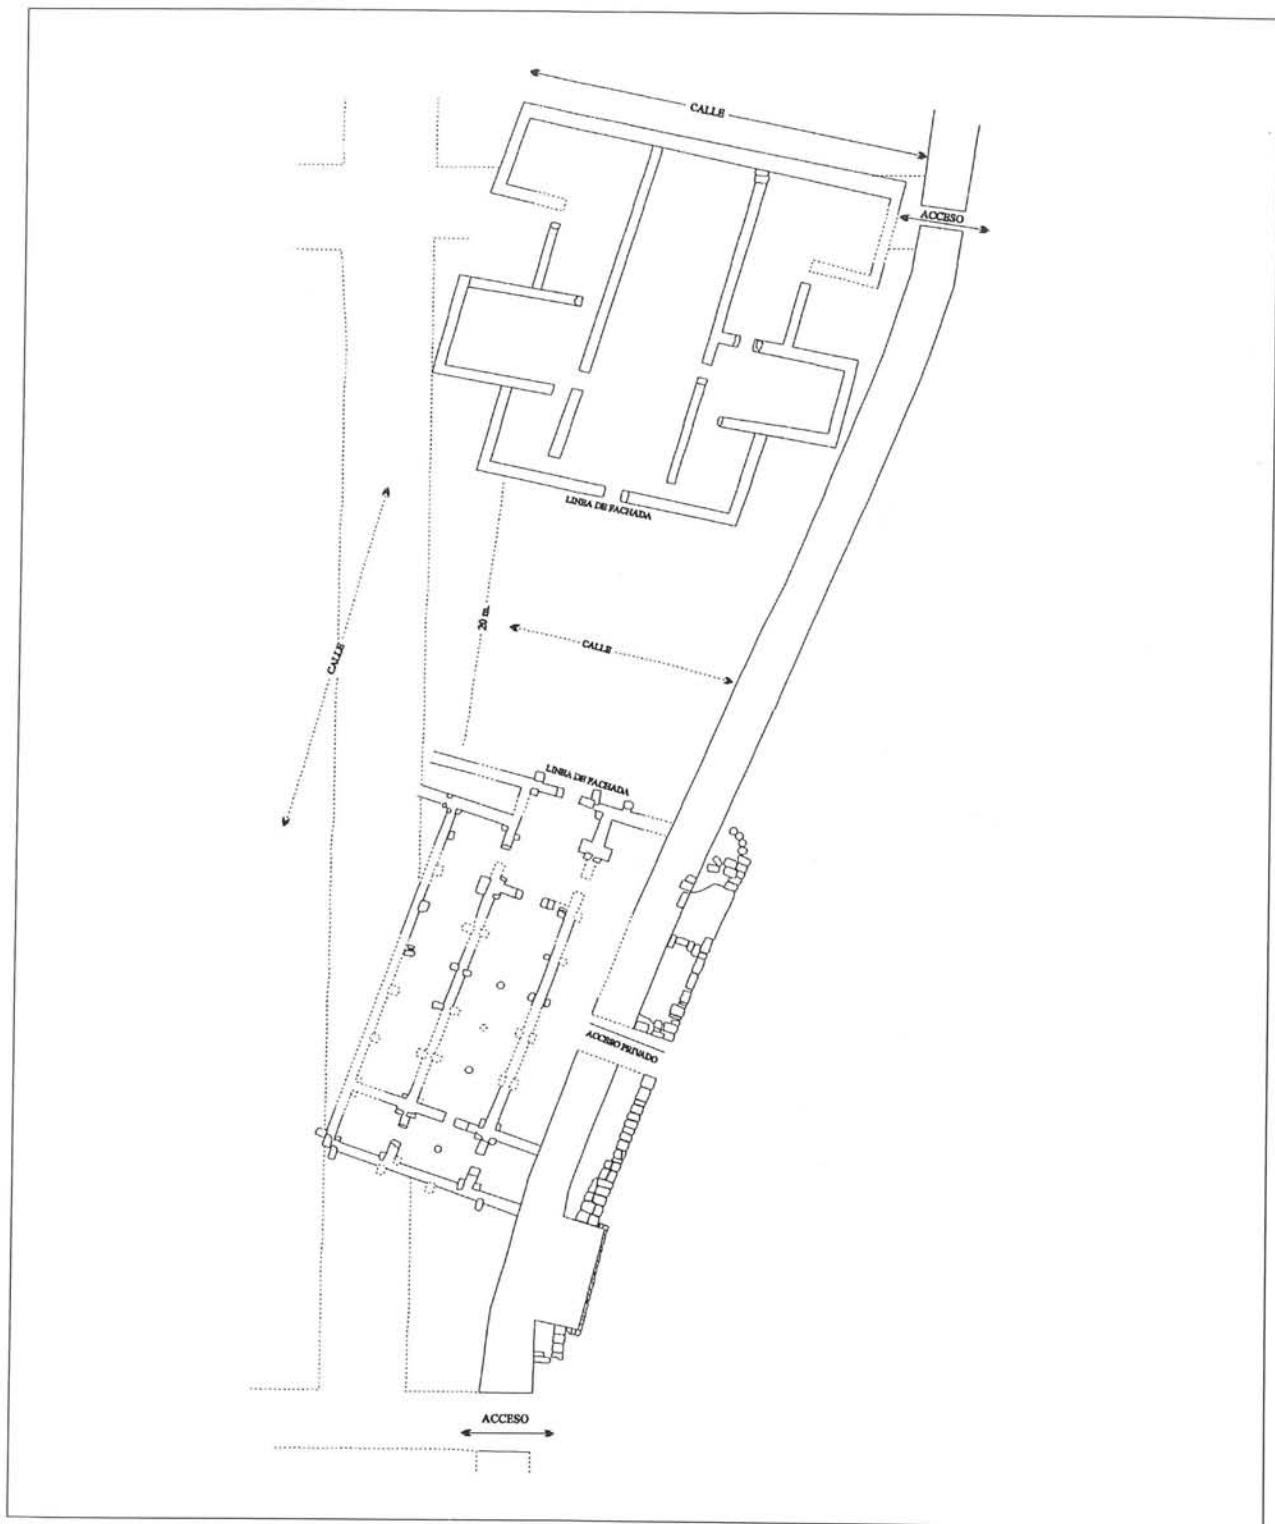 CALLE
ACCESO
LINEA DE FACHADA
20 m.
CALLE
CALLE
LINEA DE FACHADA
ACCESO PRIVADO
ACCESO